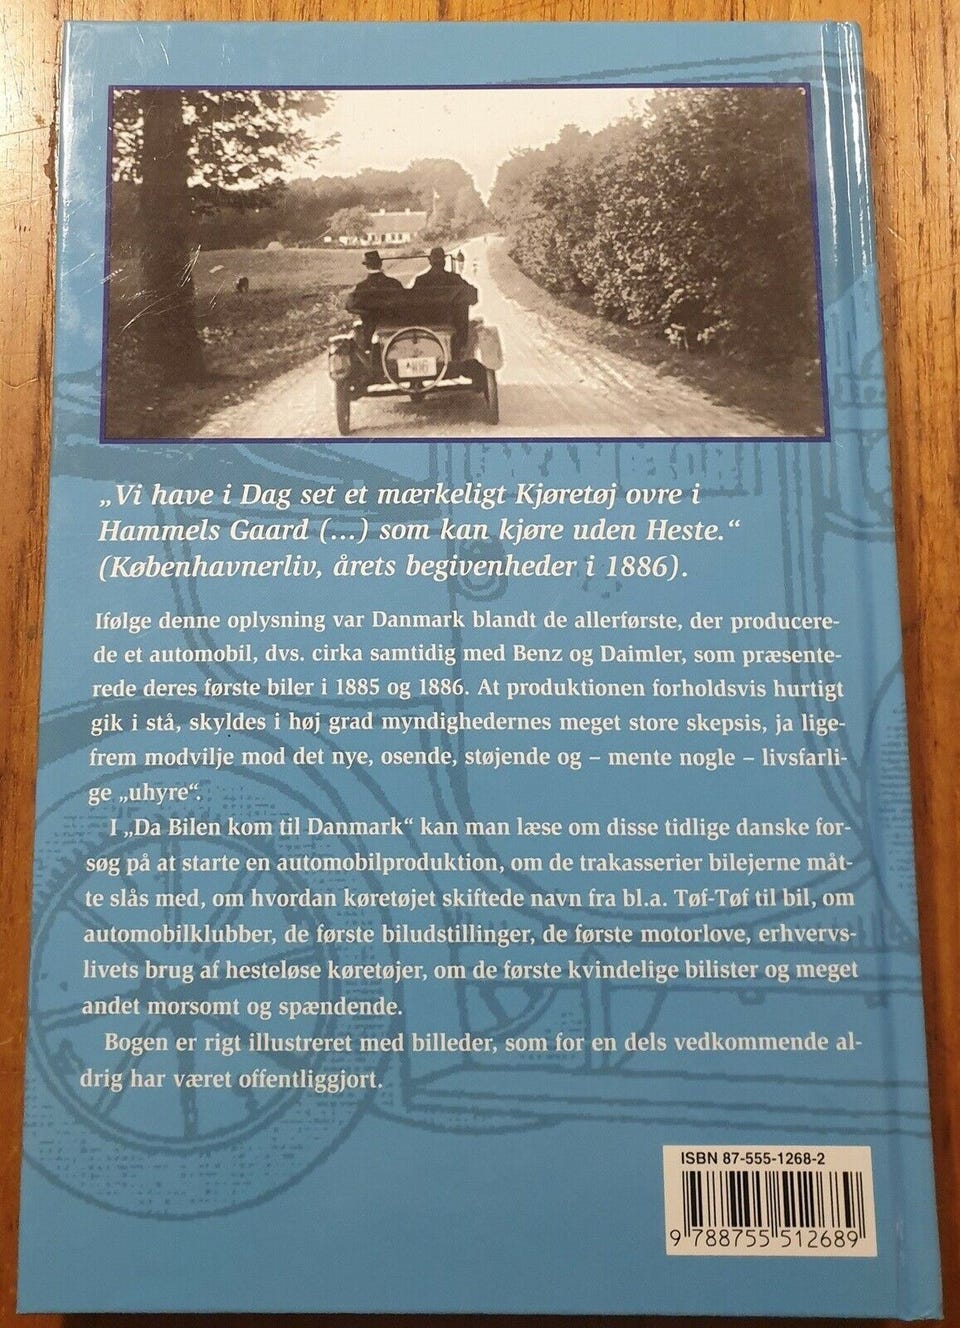 „Vi have i Dag set et mærkeligt Kjøretøj ovre i
Hammels Gaard (...) som kan kjøre uden Heste.“
(Københavnerliv, årets begivenheder i 1886).
Ifølge denne oplysning var Danmark blandt de allerførste, der producere-
de et automobil, dvs. cirka samtidig med Benz og Daimler, som præsente-
rede deres første biler i 1885 og 1886. At produktionen forholdsvis hurtigt
gik i stå, skyldes i høj grad myndighedernes meget store skepsis, ja lige-
frem modvilje mod det nye, osende, støjende og – mente nogle – livsfarli-
ge „uhyre“.
I „Da Bilen kom til Danmark“ kan man læse om disse tidlige danske for-
søg på at starte en automobilproduktion, om de trakasserier bilejerne måt-
te slås med, om hvordan køretøjet skiftede navn fra bl.a. Tøf-Tøf til bil, om
automobilklubber, de første biludstillinger, de første motorlove, erhvervs-
livets brug af hesteløse køretøjer, om de første kvindelige bilister og meget
andet morsomt og spændende.
Bogen er rigt illustreret med billeder, som for en dels vedkommende al-
drig har været offentliggjort.
ISBN 87-555-1268-2
9 788755 512689